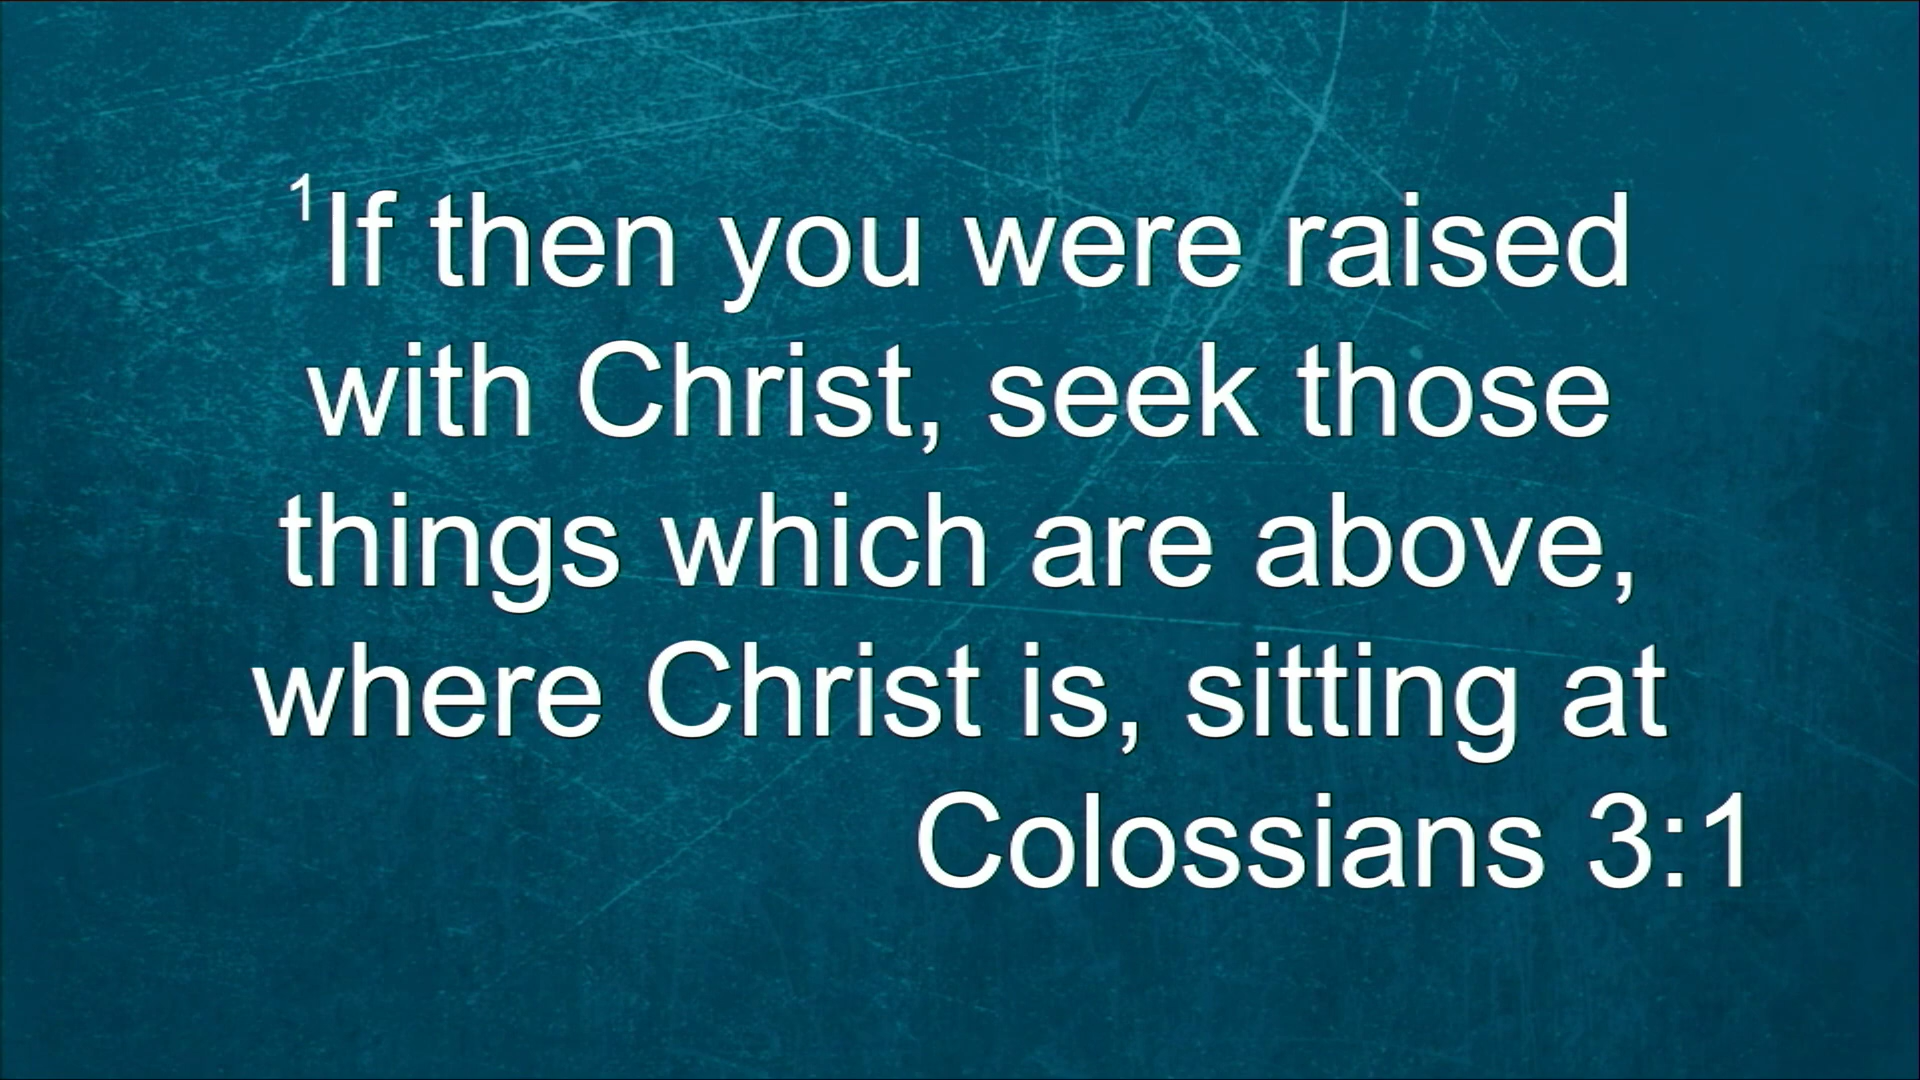 1If then you were raised
with Christ, seek those
things which are above,
where Christ is, sitting at
Colossians 3:1